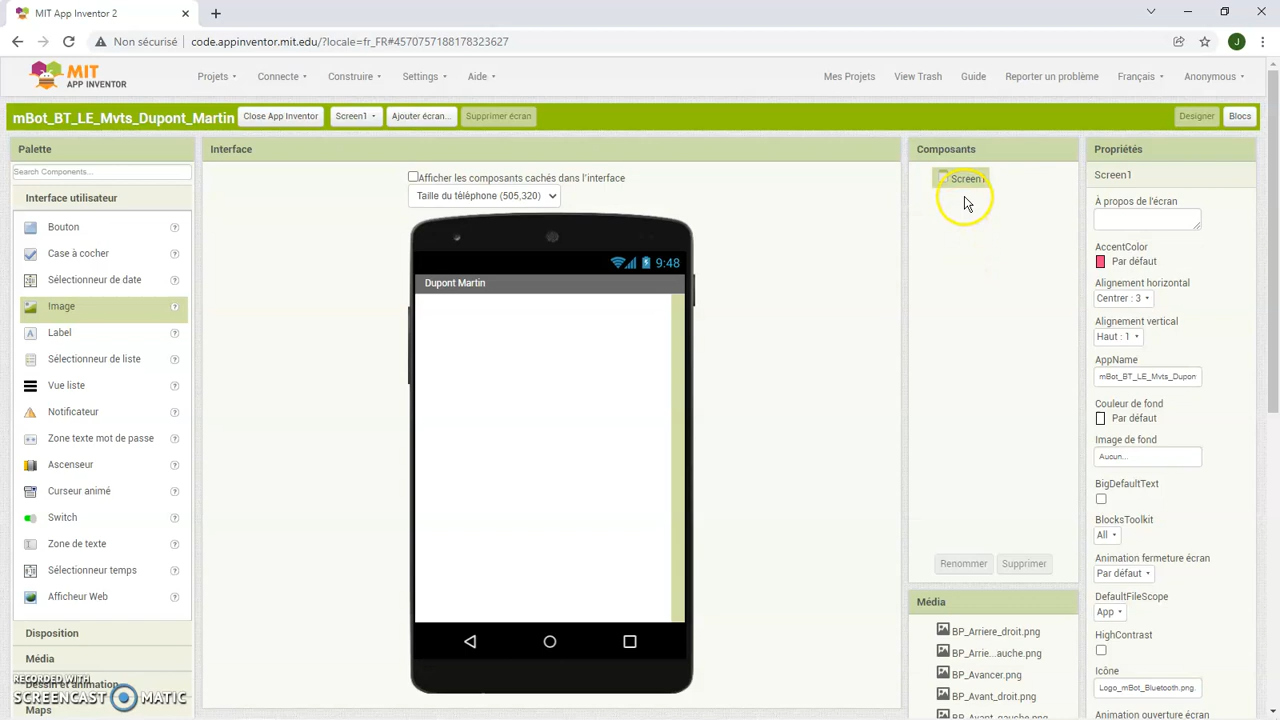 MIT App Inventor 2
Non sécurisé
code.appinventor.mit.edu/?locale=fr_FR#4570757188178323627
J
MIT
APP INVENTOR
Projets
Connecte
Construire
Settings
Aide
Mes Projets
View Trash
Guide
Reporter un problème
Français
Anonymous
mBot_BT_LE_Mvts_Dupont_Martin
Close App Inventor
Screen1
Ajouter écran...
Supprimer écran
Designer
Blocs
Palette
Search Components...
Interface utilisateur
Bouton
Case à cocher
Sélectionneur de date
Image
Label
Sélectionneur de liste
Vue liste
Notificateur
Zone texte mot de passe
Ascenseur
Curseur animé
Switch
Zone de texte
Sélectionneur temps
Afficheur Web
Disposition
Média
Dessin et animation
Maps
RECORDED WITH
SCREENCAST MATIC
Interface
Afficher les composants cachés dans l'interface
Taille du téléphone (505,320)
9:48
Dupont Martin
Composants
Screen1
Renommer
Supprimer
Média
BP_Arriere_droit.png
BP_Arrie...auche.png
BP_Avancer.png
BP_Avant_droit.png
BP_Avant_gauche.png
Propriétés
Screen1
À propos de l'écran
AccentColor
Par défaut
Alignement horizontal
Centrer : 3
Alignement vertical
Haut : 1
AppName
mBot_BT_LE_Mvts_Dupon
Couleur de fond
Par défaut
Image de fond
Aucun...
BigDefaultText
BlocksToolkit
All
Animation fermeture écran
Par défaut
DefaultFileScope
App
HighContrast
Icône
Logo_mBot_Bluetooth.png...
Animation ouverture écran